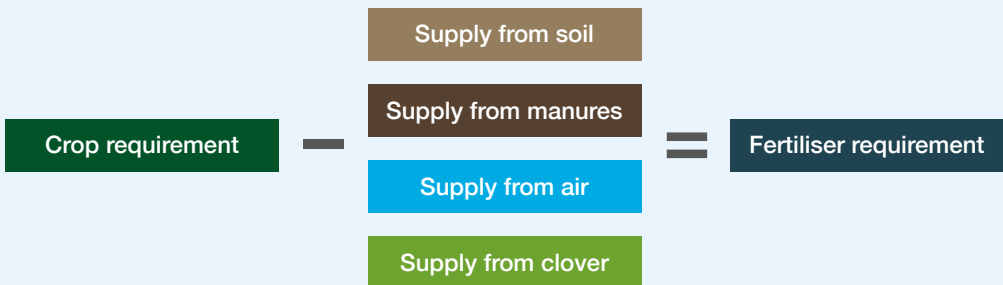 Supply from soil
Supply from manures
Crop requirement
Fertiliser requirement
Supply from air
Supply from clover